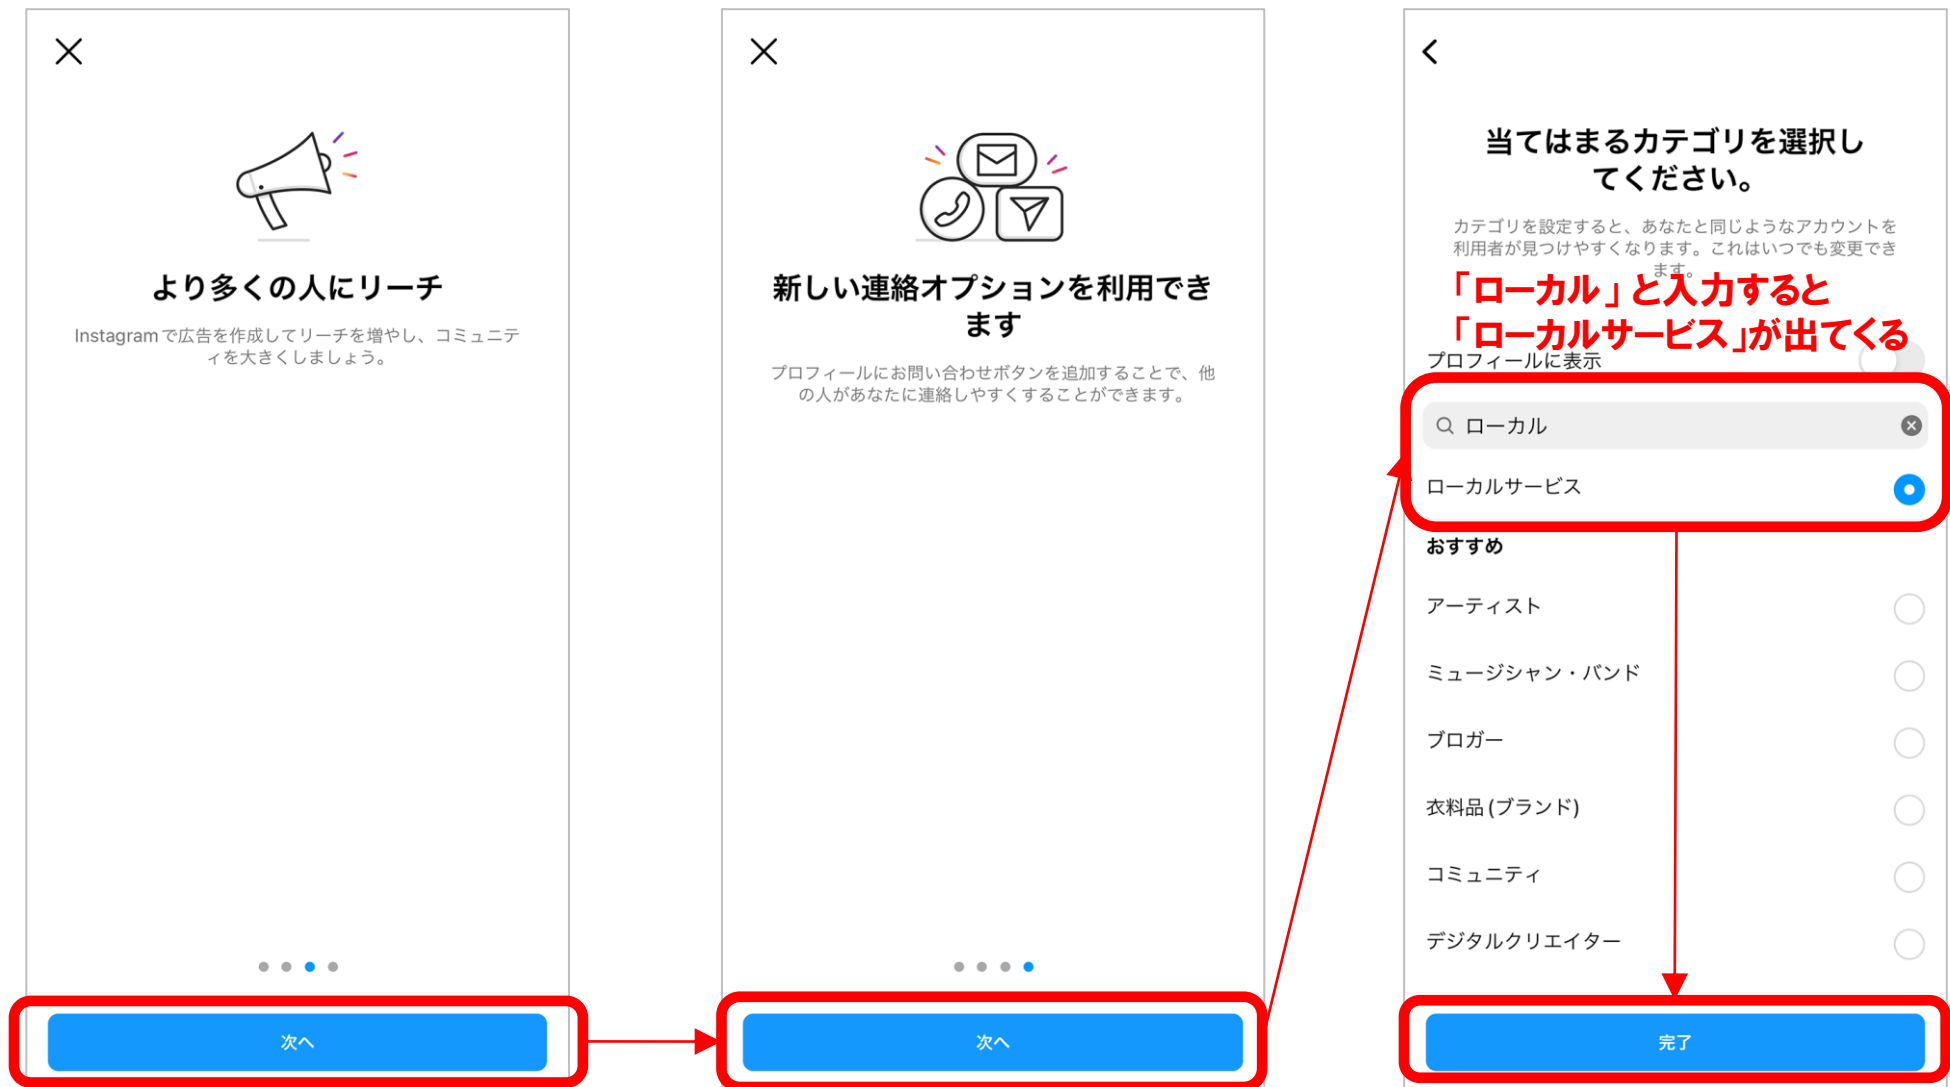 より多くの人にリーチ
Instagramで広告を作成してリーチを増やし、コミュニテ
ィを大きくしましょう。
次へ
新しい連絡オプションを利用でき
ます
プロフィールにお問い合わせボタンを追加することで、他
の人があなたに連絡しやすくすることができます。
次へ
当てはまるカテゴリを選択し
てください。
カテゴリを設定すると、あなたと同じようなアカウントを
利用者が見つけやすくなります。これはいつでも変更でき
ます。
「ローカル」と入力すると
「ローカルサービス」が出てくる
プロフィールに表示
ローカル
ローカルサービス
おすすめ
アーティスト
ミュージシャン・バンド
ブロガー
衣料品 (ブランド)
コミュニティ
デジタルクリエイター
完了